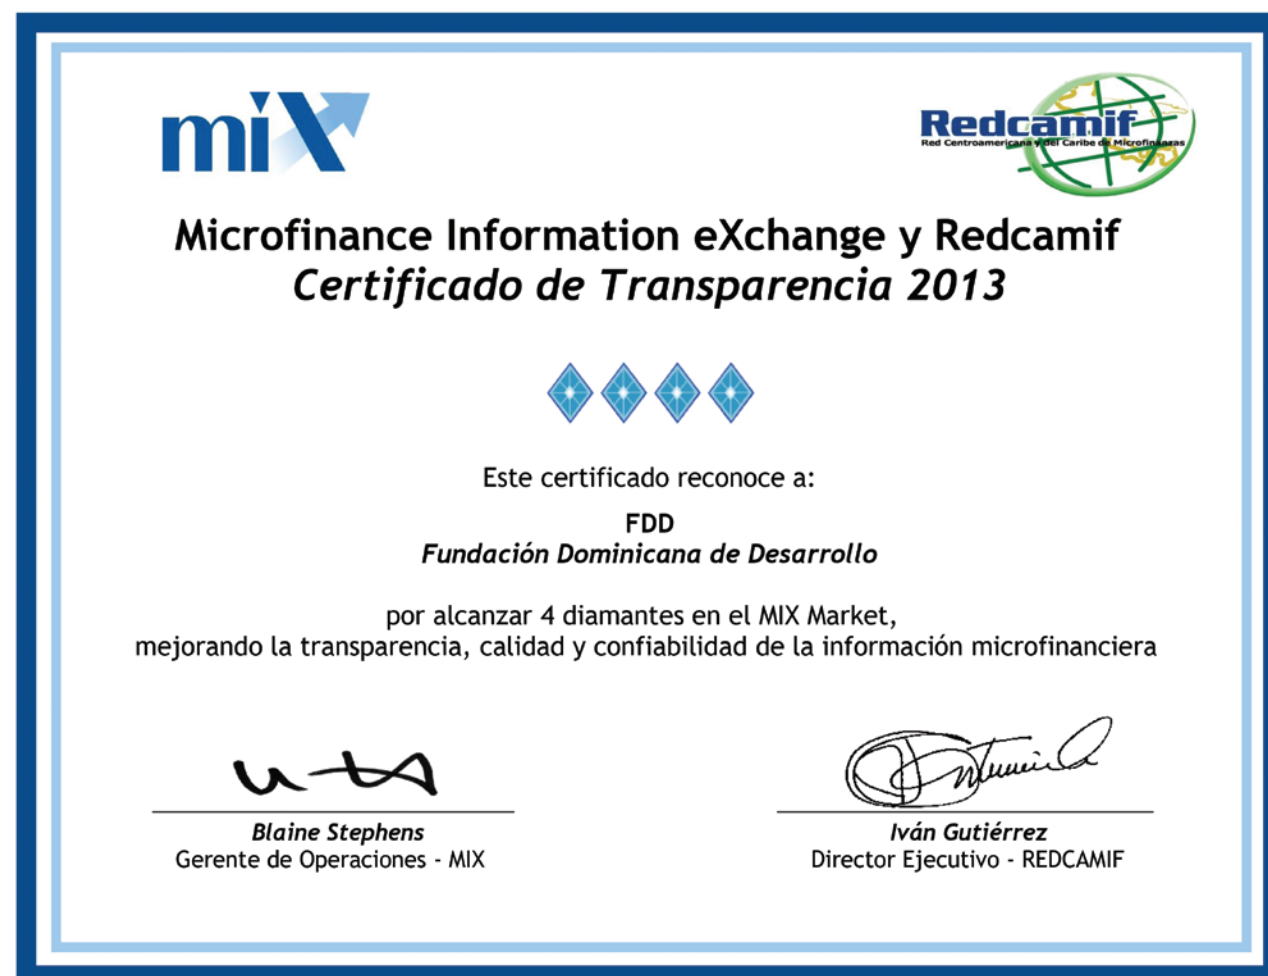 miX
Redcamif
Red Centroamericana y del Caribe de Microfinanzas
Microfinance Information eXchange y Redcamif
Certificado de Transparencia 2013
Este certificado reconoce a:
FDD
Fundación Dominicana de Desarrollo
por alcanzar 4 diamantes en el MIX Market,
mejorando la transparencia, calidad y confiabilidad de la información microfinanciera
Blaine Stephens
Gerente de Operaciones - MIX
Iván Gutiérrez
Director Ejecutivo - REDCAMIF